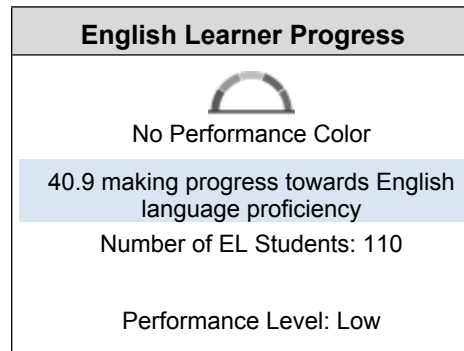 English Learner Progress
No Performance Color
40.9 making progress towards English
language proficiency
Number of EL Students: 110
Performance Level: Low